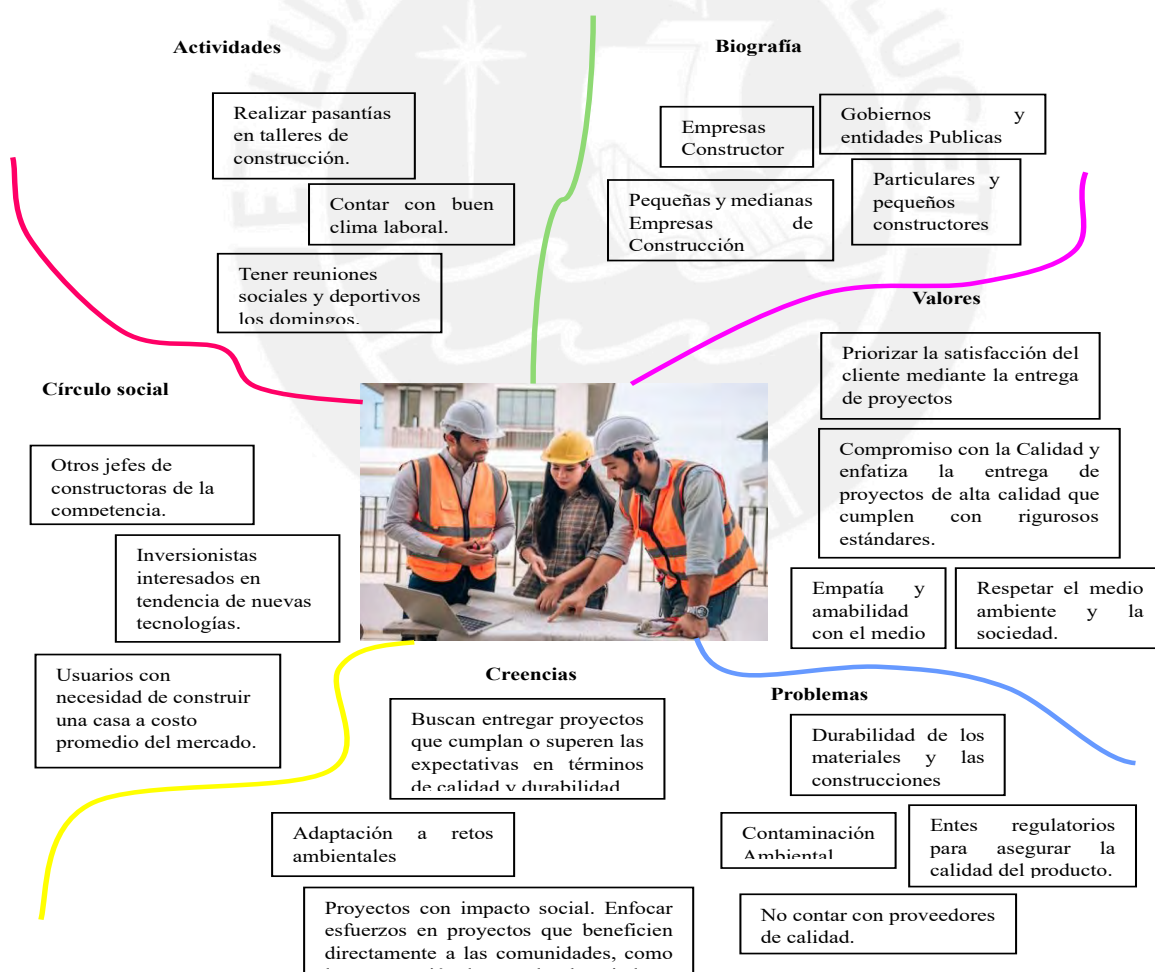 Actividades
Realizar pasantías
en talleres de
construcción.
Contar con buen
clima laboral.
Tener reuniones
sociales y deportivos
los domingos.
Biografía
Empresas
Constructor
Gobiernos y
entidades Publicas
Pequeñas y medianas
Empresas de
Construcción
Particulares y
pequeños
constructores
Valores
Priorizar la satisfacción del
cliente mediante la entrega
de proyectos
Compromiso con la Calidad y
enfatiza la entrega de
proyectos de alta calidad que
cumplen con rigurosos
estándares.
Empatía y
amabilidad
con el medio
Respetar el medio
ambiente y la
sociedad.
Círculo social
Otros jefes de
constructoras de la
competencia.
Inversionistas
interesados en
tendencia de nuevas
tecnologías.
Usuarios con
necesidad de construir
una casa a costo
promedio del mercado.
Creencias
Buscan entregar proyectos
que cumplan o superen las
expectativas en términos
de calidad y durabilidad
Adaptación a retos
ambientales
Proyectos con impacto social. Enfocar
esfuerzos en proyectos que beneficien
directamente a las comunidades, como
Problemas
Durabilidad de los
materiales y las
construcciones
Contaminación
Ambiental
Entes regulatorios
para asegurar la
calidad del producto.
No contar con proveedores
de calidad.
ET LU